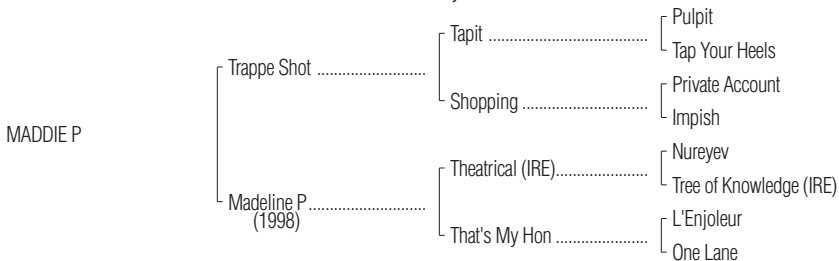 Pulpit
Tapit ..........................................
Tap Your Heels
Trappe Shot ..........................
Private Account
Shopping ..............................
Impish
MADDIE P
Nureyev
Theatrical (IRE)......................
Tree of Knowledge (IRE)
Madeline P............................
(1998)
L'Enjoleur
That's My Hon ......................
One Lane